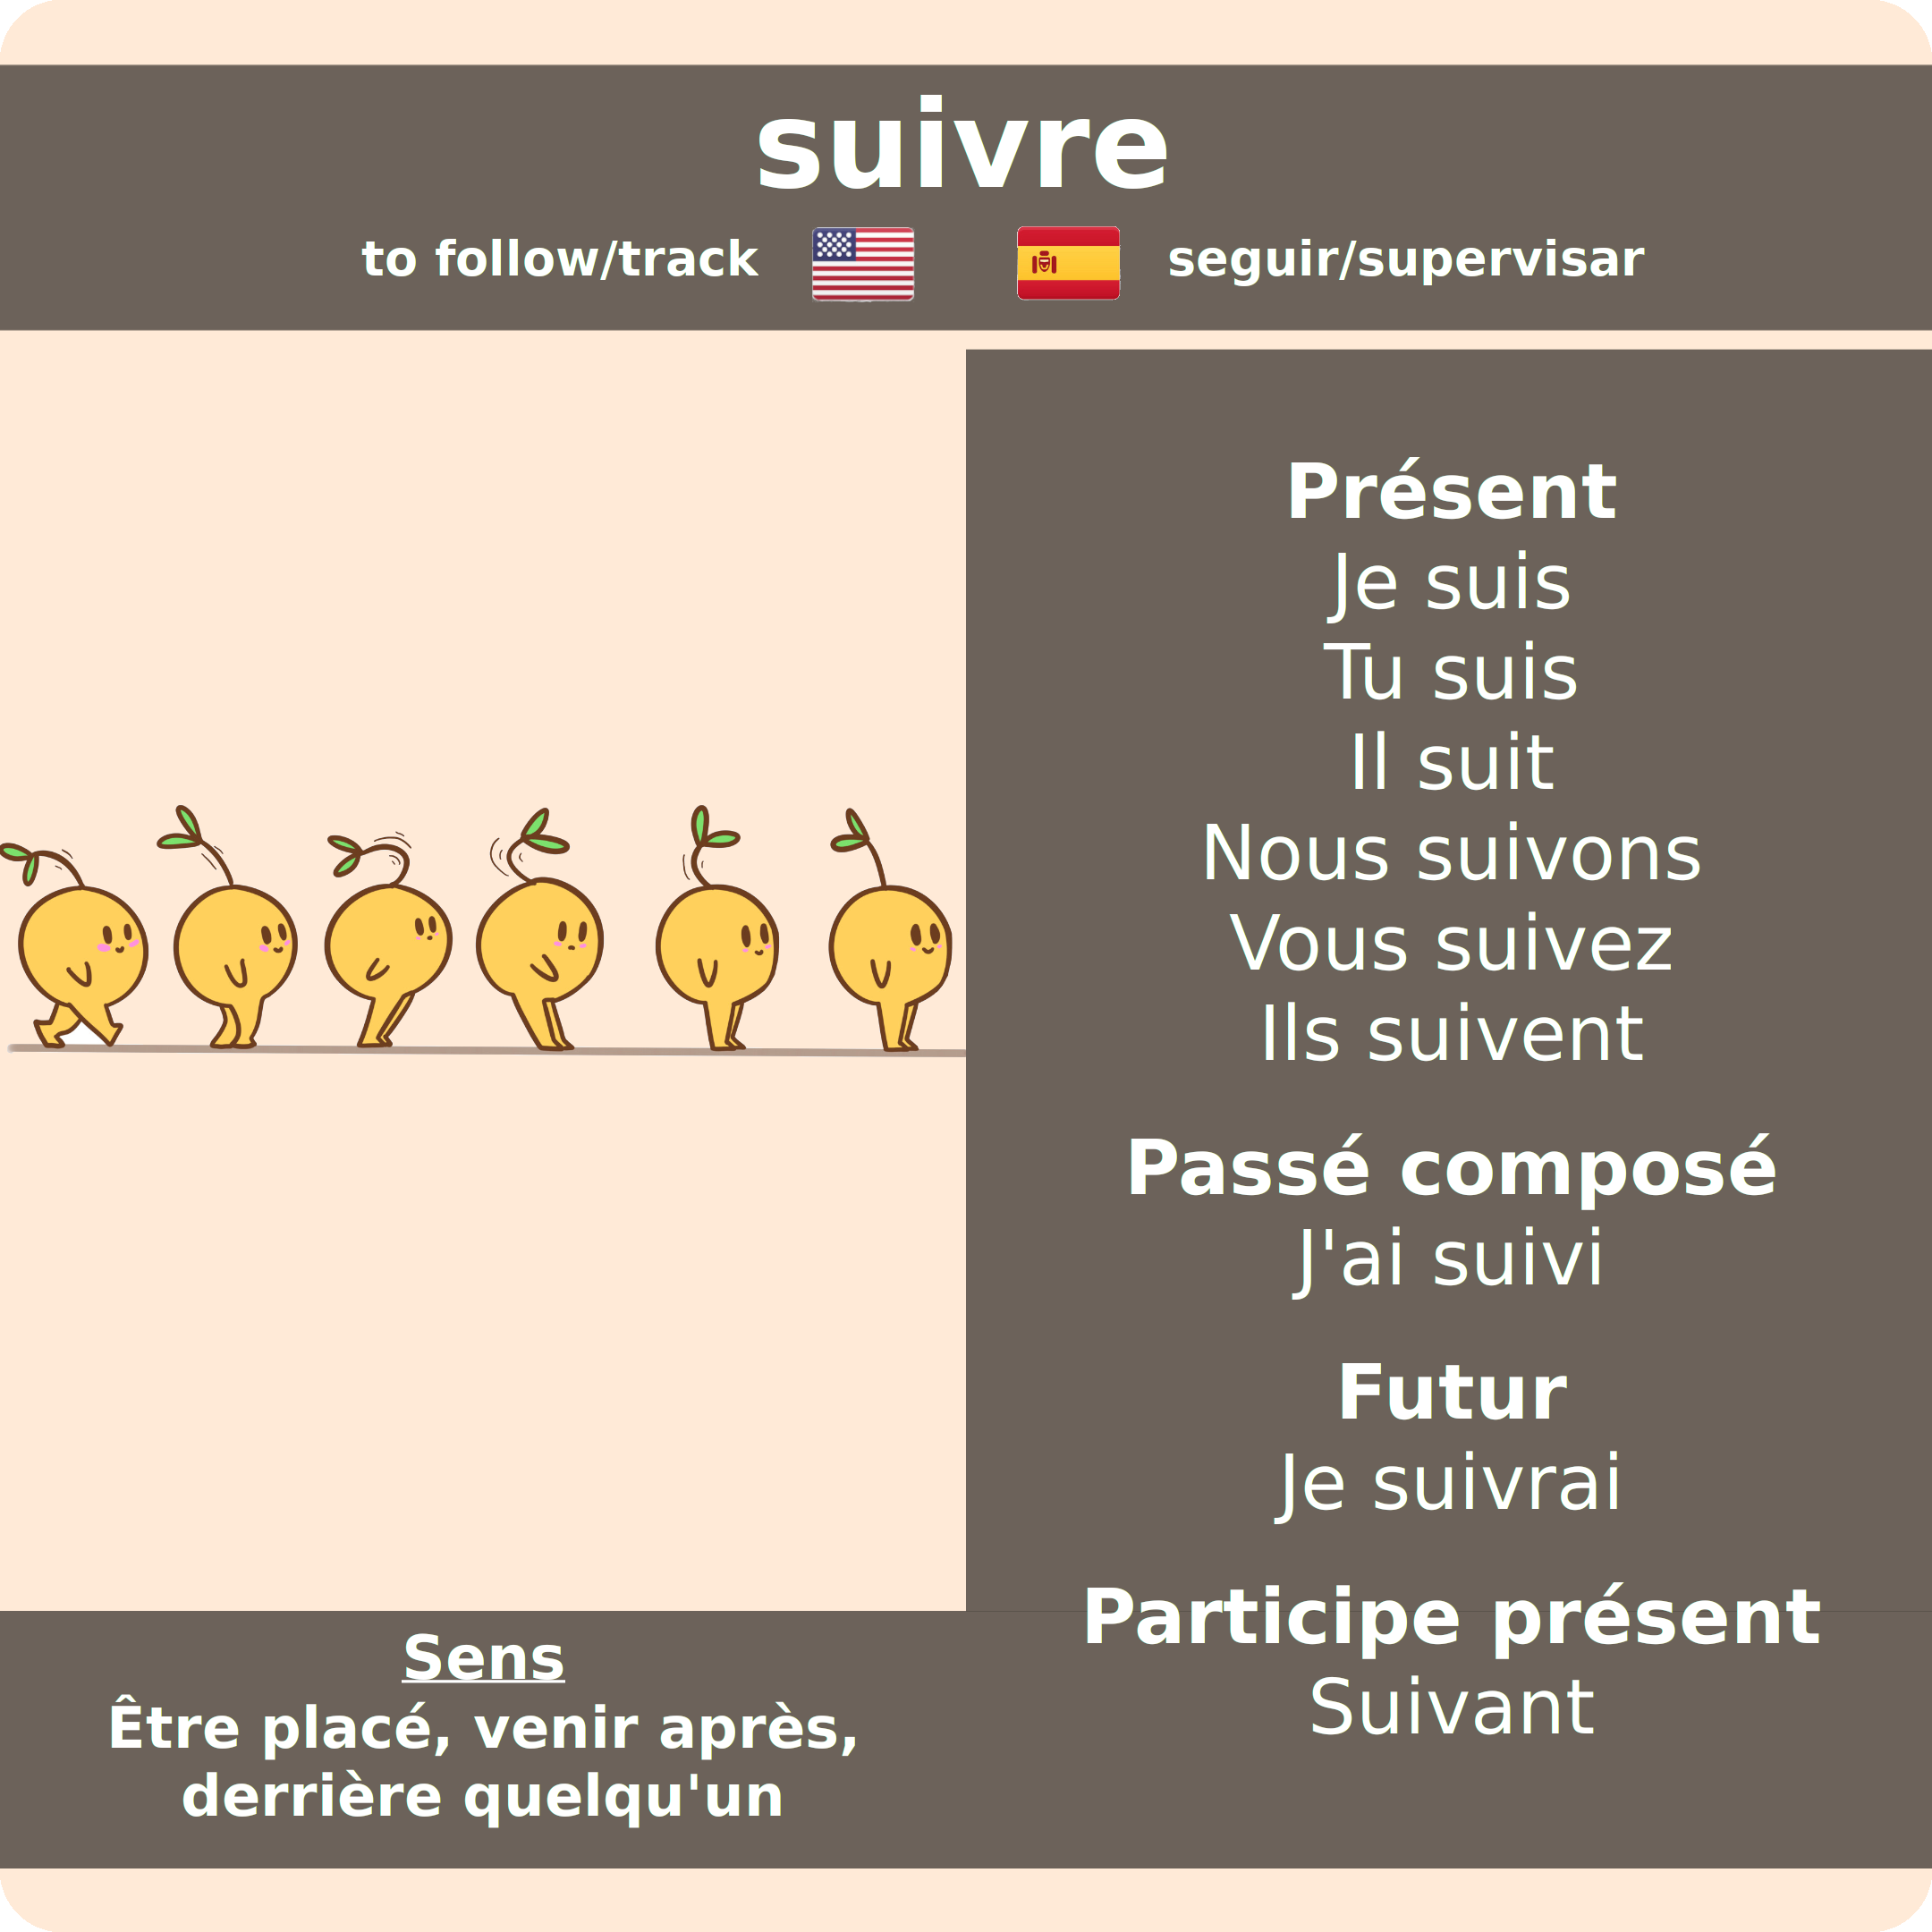 suivre
to follow/track
seguir/supervisar
Présent
Je suis
Tu suis
Il suit
Nous suivons
Vous suivez
Ils suivent
Passé composé
J'ai suivi
Futur
Je suivrai
Participe présent
Suivant
Sens
Être placé, venir après,
derrière quelqu'un